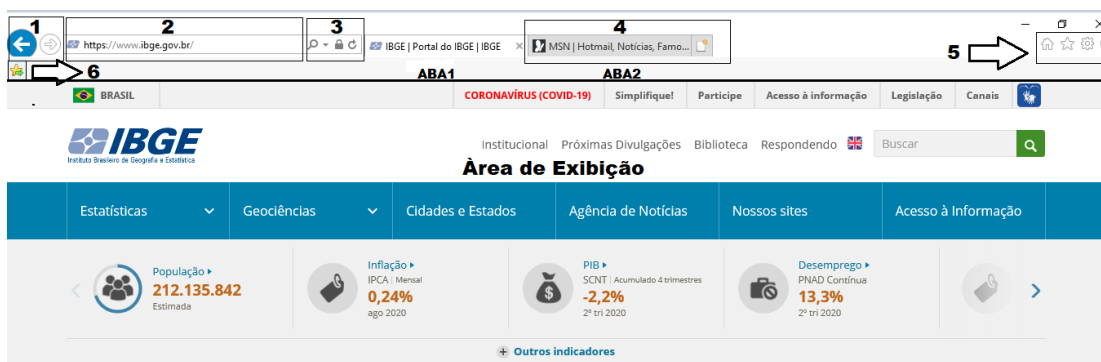 1 2 3 4
https://www.ibge.gov.br/ IBGE | Portal do IBGE | IBGE MSN | Hotmail, Notícias, Famo...
5
6 ABA1 ABA2
BRASIL CORONAVÍRUS (COVID-19) Simplifique! Participe Acesso à informação Legislação Canais
IBGE
Instituto Brasileiro de Geografia e Estatística
Institucional Próximas Divulgações Biblioteca Respondendo Buscar
Àrea de Exibição
Estatísticas Geociências Cidades e Estados Agência de Notícias Nossos sites Acesso à Informação
População
212.135.842
Estimada
Inflação
IPCA | Mensal
0,24%
ago 2020
PIB
SCNT | Acumulado 4 trimestres
-2,2%
2º tri 2020
Desemprego
PNAD Contínua
13,3%
2º tri 2020
Outros indicadores